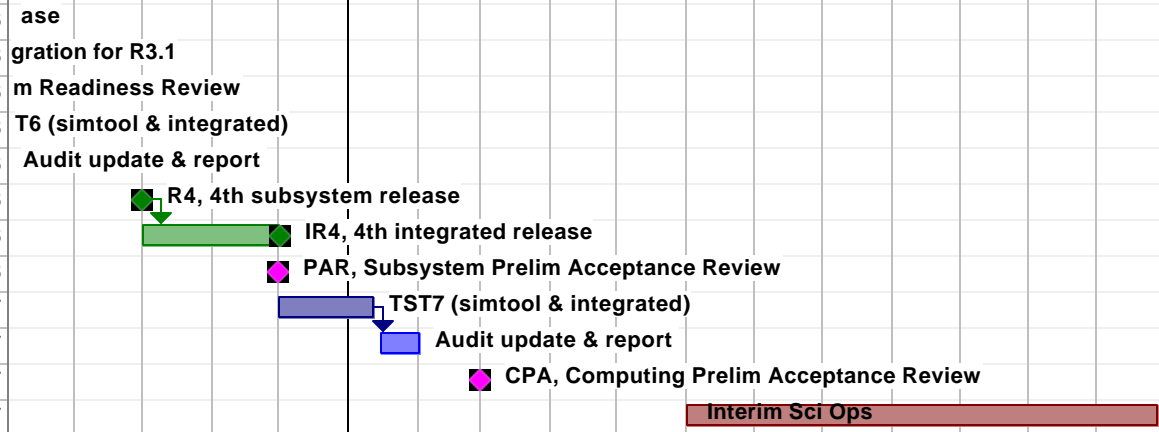 ase
gration for R3.1
m Readiness Review
T6 (simtool & integrated)
Audit update & report
R4, 4th subsystem release
IR4, 4th integrated release
PAR, Subsystem Prelim Acceptance Review
TST7 (simtool & integrated)
Audit update & report
CPA, Computing Prelim Acceptance Review
Interim Sci Ops